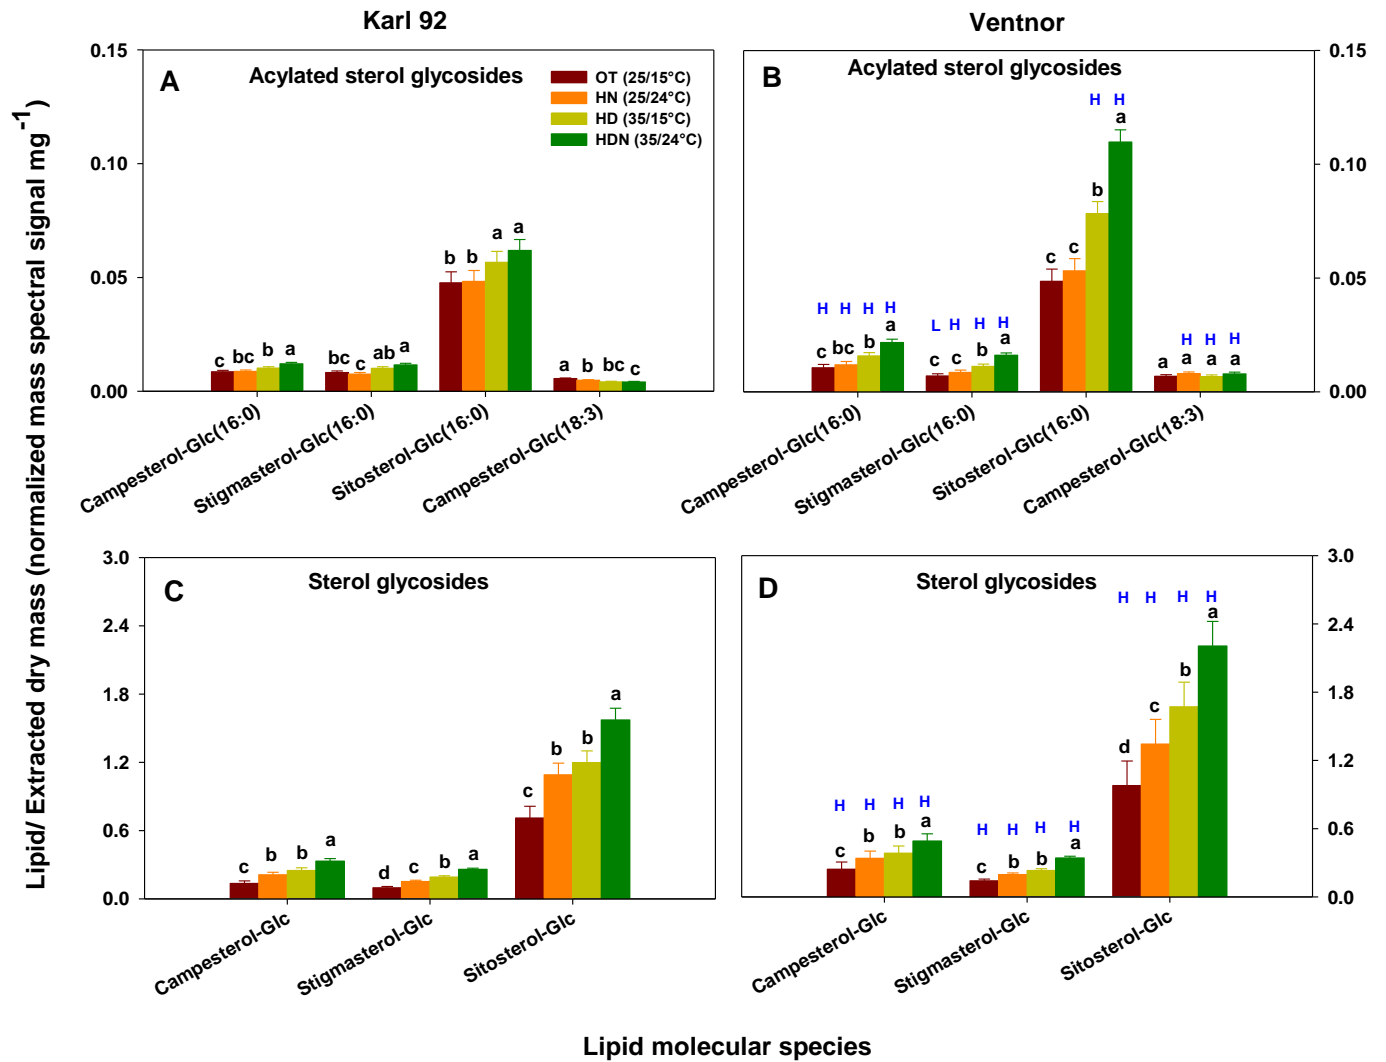 Karl 92
Ventnor
Lipid/ Extracted dry mass (normalized mass spectral signal mg-1)
A
Acylated sterol glycosides
OT (25/15°C)
HN (25/24°C)
HD (35/15°C)
HDN (35/24°C)
0.15
0.10
0.05
0.00
c bc b a
bc c ab a
b b a a
a b bc c
Campesterol-Glc(16:0)
Stigmasterol-Glc(16:0)
Sitosterol-Glc(16:0)
Campesterol-Glc(18:3)
B
Acylated sterol glycosides
0.15
0.10
0.05
0.00
H H H H
c bc b a
L H H H
c c b a
H H
c c b a
H H H
a a a a
Campesterol-Glc(16:0)
Stigmasterol-Glc(16:0)
Sitosterol-Glc(16:0)
Campesterol-Glc(18:3)
C
Sterol glycosides
3.0
2.4
1.8
1.2
0.6
0.0
c b b a
d c b a
c b b a
Campesterol-Glc
Stigmasterol-Glc
Sitosterol-Glc
D
Sterol glycosides
3.0
2.4
1.8
1.2
0.6
0.0
H H H H
c b b a
H H H H
c b b a
H H H H
d c b a
Campesterol-Glc
Stigmasterol-Glc
Sitosterol-Glc
Lipid molecular species